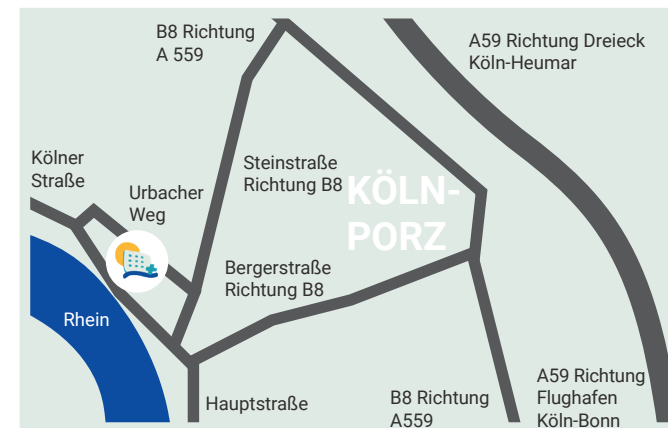 B8 Richtung
A 559
A59 Richtung Dreieck
Köln-Heumar
Kölner
Straße
Urbacher
Weg
Steinstraße
Richtung B8
KÖLN-
PORZ
Bergerstraße
Richtung B8
Rhein
Hauptstraße
B8 Richtung
A559
A59 Richtung
Flughafen
Köln-Bonn